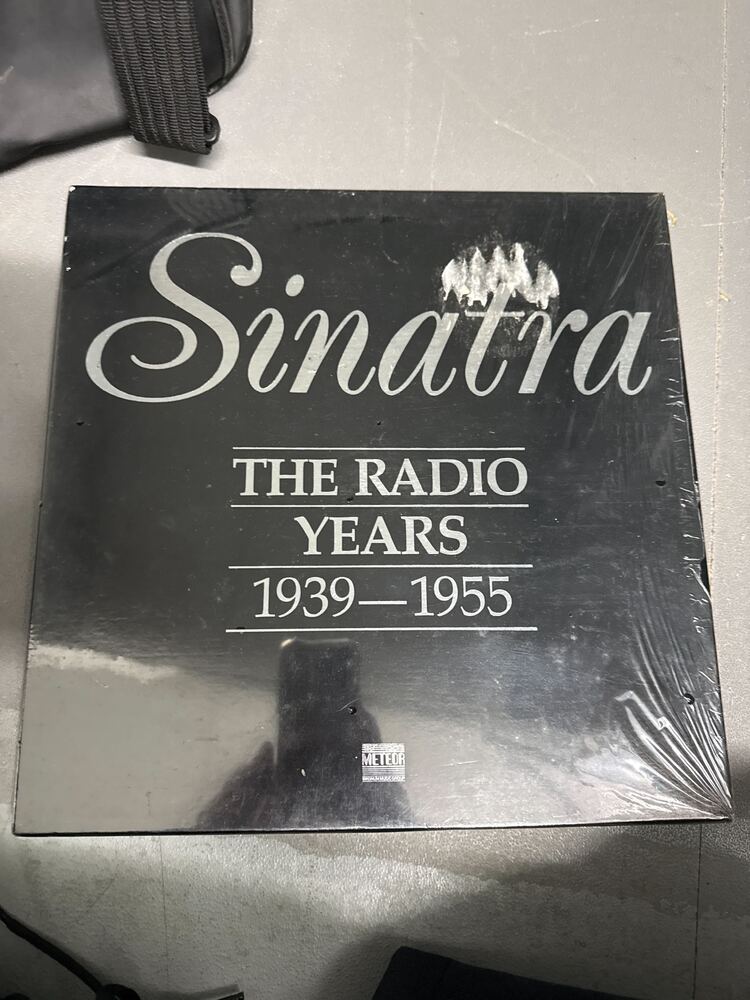 Sinatra
THE RADIO
YEARS
1939—1955
METEOR